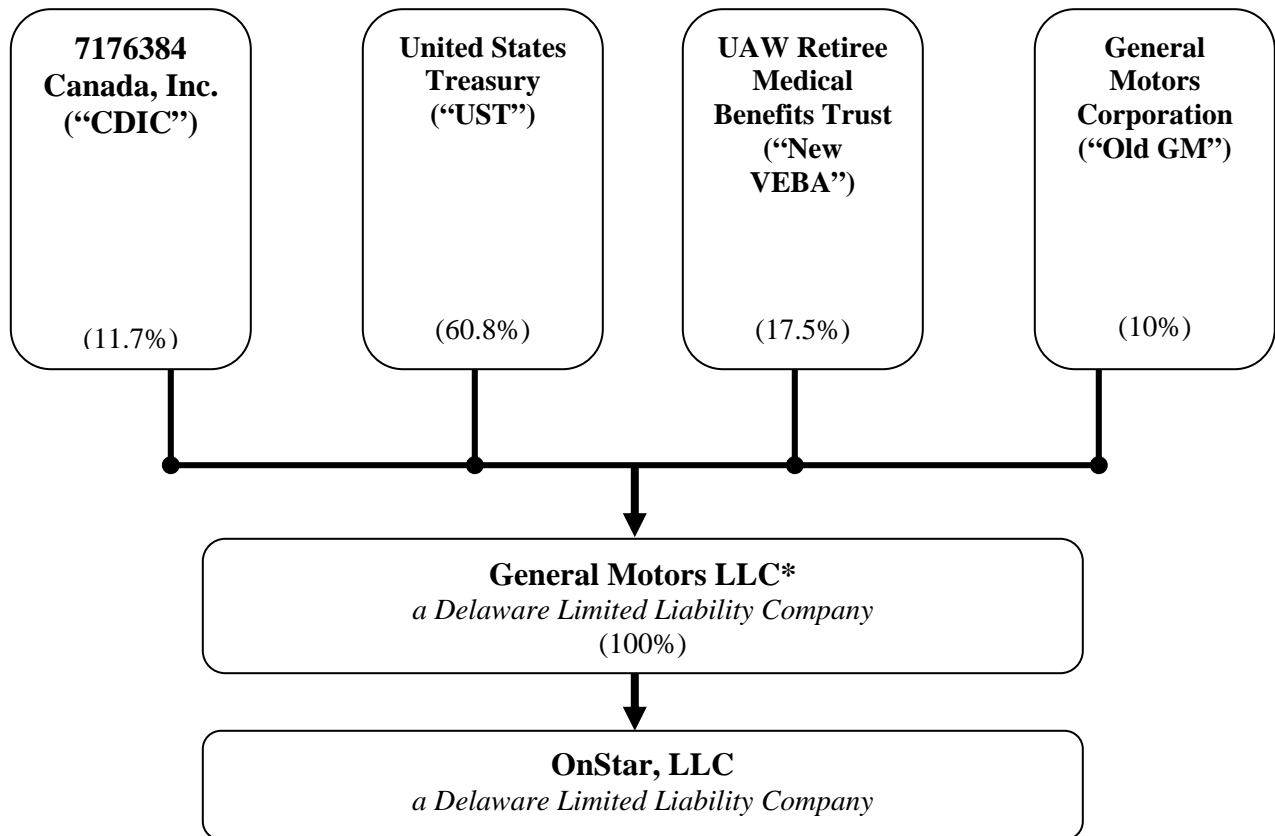 7176384
Canada, Inc.
(“CDIC”)
(11.7%)
United States
Treasury
(“UST”)
(60.8%)
UAW Retiree
Medical
Benefits Trust
(“New
VEBA”)
(17.5%)
General
Motors
Corporation
(“Old GM”)
(10%)
General Motors LLC*
a Delaware Limited Liability Company
(100%)
OnStar, LLC
a Delaware Limited Liability Company